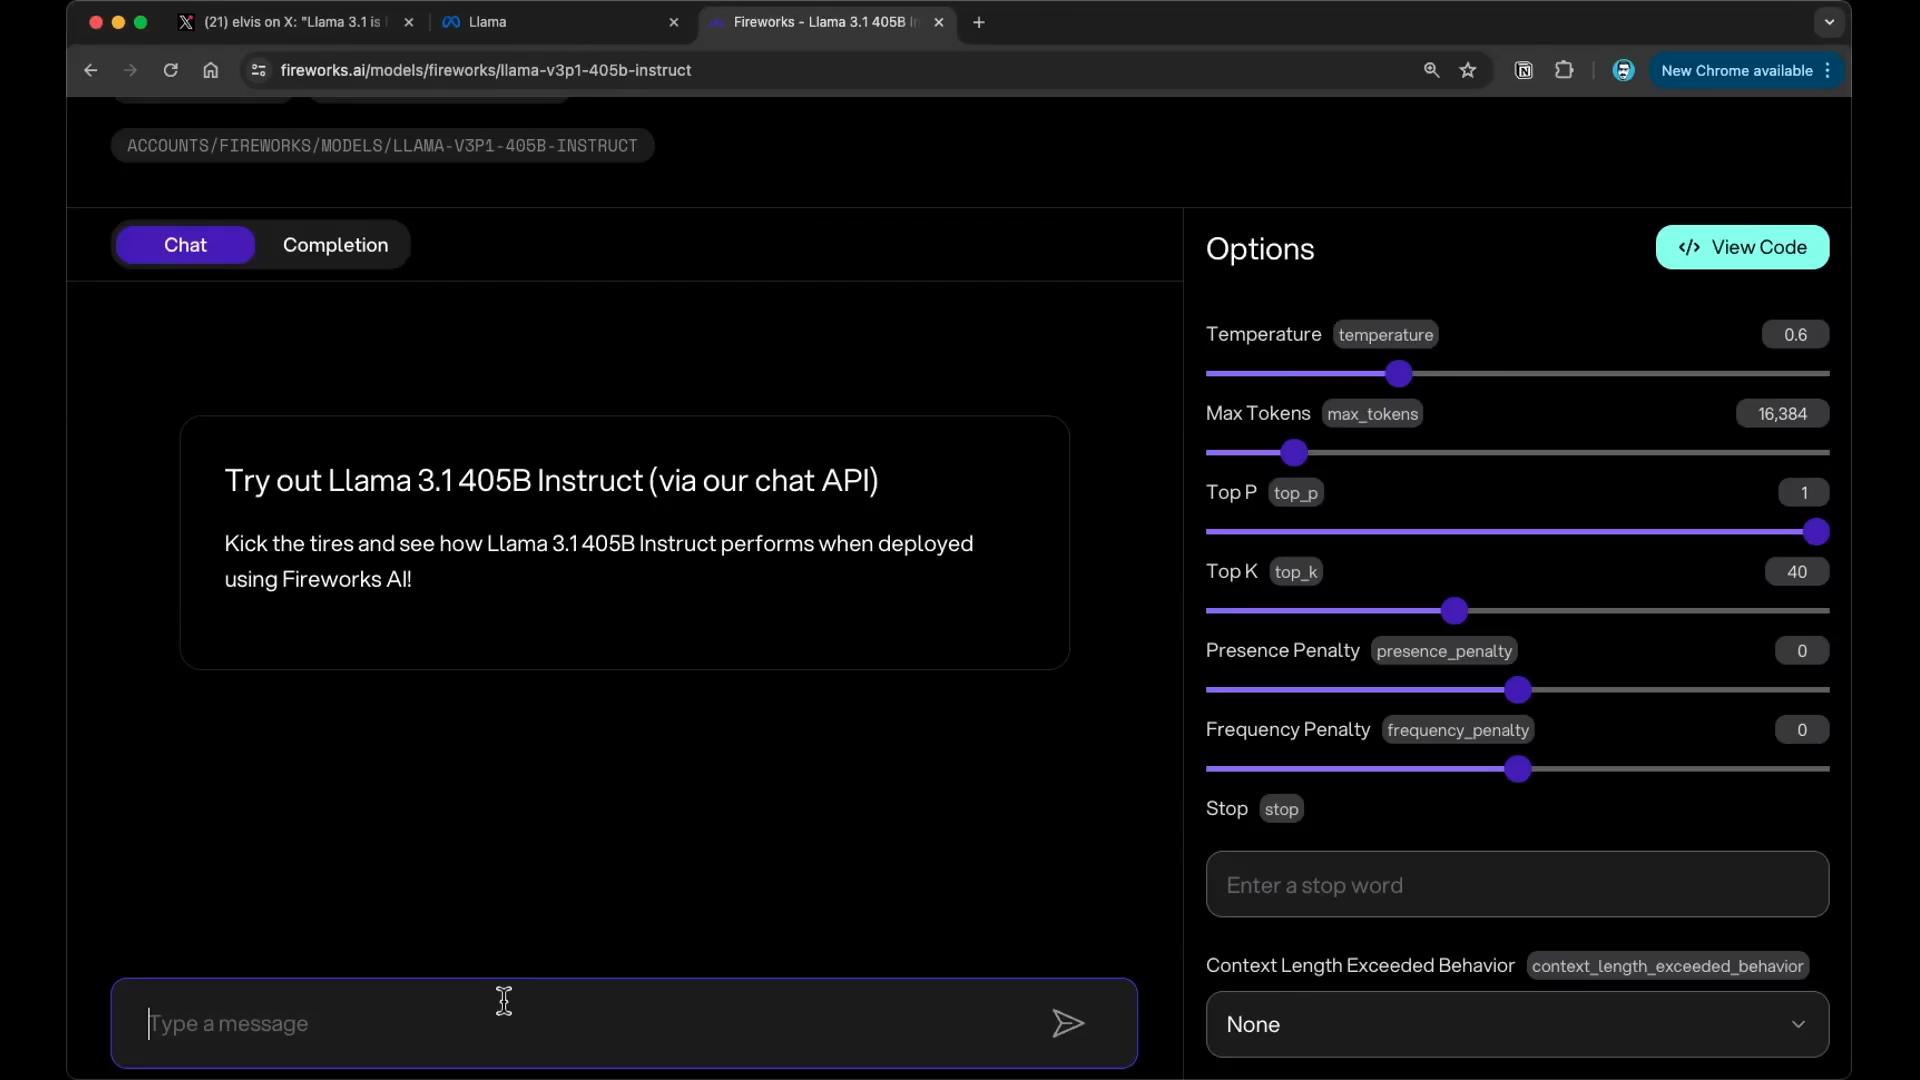 (21) elvis on X: "Llama 3.1 is
Llama
Fireworks - Llama 3.1 405B In
fireworks.ai/models/fireworks/llama-v3p1-405b-instruct
New Chrome available
ACCOUNTS/FIREWORKS/MODELS/LLAMA-V3P1-405B-INSTRUCT
Chat
Completion
Options
</> View Code
Try out Llama 3.1 405B Instruct (via our chat API)
Kick the tires and see how Llama 3.1 405B Instruct performs when deployed
using Fireworks AI!
Type a message
Temperature temperature 0.6
Max Tokens max_tokens 16,384
Top P top_p 1
Top K top_k 40
Presence Penalty presence_penalty 0
Frequency Penalty frequency_penalty 0
Stop stop
Enter a stop word
Context Length Exceeded Behavior context_length_exceeded_behavior
None